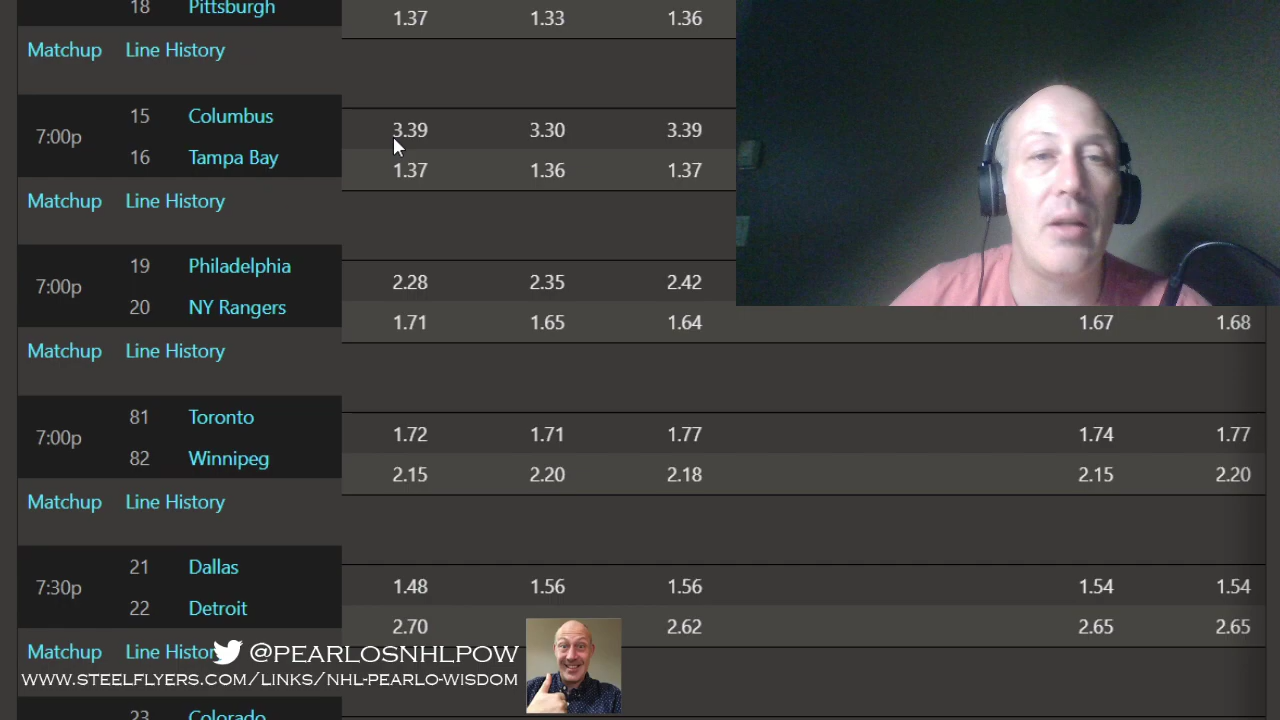 18 Pittsburgh 1.37 1.33 1.36
Matchup Line History
15 Columbus 3.39 3.30 3.39
7:00p
16 Tampa Bay 1.37 1.36 1.37
Matchup Line History
19 Philadelphia 2.28 2.35 2.42
7:00p
20 NY Rangers 1.71 1.65 1.64 1.67 1.68
Matchup Line History
81 Toronto 1.72 1.71 1.77 1.74 1.77
7:00p
82 Winnipeg 2.15 2.20 2.18 2.15 2.20
Matchup Line History
21 Dallas 1.48 1.56 1.56 1.54 1.54
7:30p
22 Detroit 2.70 2.62 2.65 2.65
Matchup Line
@PEARLOSNHLPOW
WWW.STEELFLYERS.COM/LINKS/NHL-PEARLO-WISDOM
23 Colorado